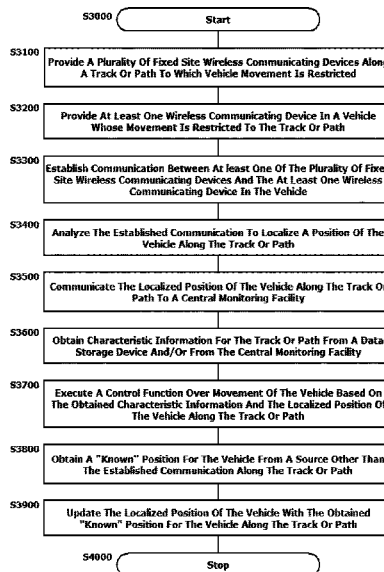 S3000
Start
S3100
Provide A Plurality Of Fixed Site Wireless Communicating Devices Along
A Track Or Path To Which Vehicle Movement Is Restricted
S3200
Provide At Least One Wireless Communicating Device In A Vehicle
Whose Movement Is Restricted To The Track Or Path
S3300
Establish Communication Between At least One Of The Plurality Of Fixed
Site Wireless Communicating Devices And The At Least One Wireless
Communicating Device In The Vehicle
S3400
Analyze The Established Communication To Localize A Position Of The
Vehicle Along The Track Or Path
S3500
Communicate The Localized Position Of The Vehicle Along The Track Or
Path To A Central Monitoring Facility
S3600
Obtain Characteristic Information For The Track Or Path From A Data
Storage Device And/Or From The Central Monitoring Facility
S3700
Execute A Control Function Over Movement Of The Vehicle Based On
The Obtained Characteristic Information And The Localized Position Of
The Vehicle Along The Track Or Path
S3800
Obtain A "Known" Position For The Vehicle From A Source Other Than
The Established Communication Along The Track Or Path
S3900
Update The Localized Position Of The Vehicle With The Obtained
"Known" Position For The Vehicle Along The Track Or Path
S4000
Stop